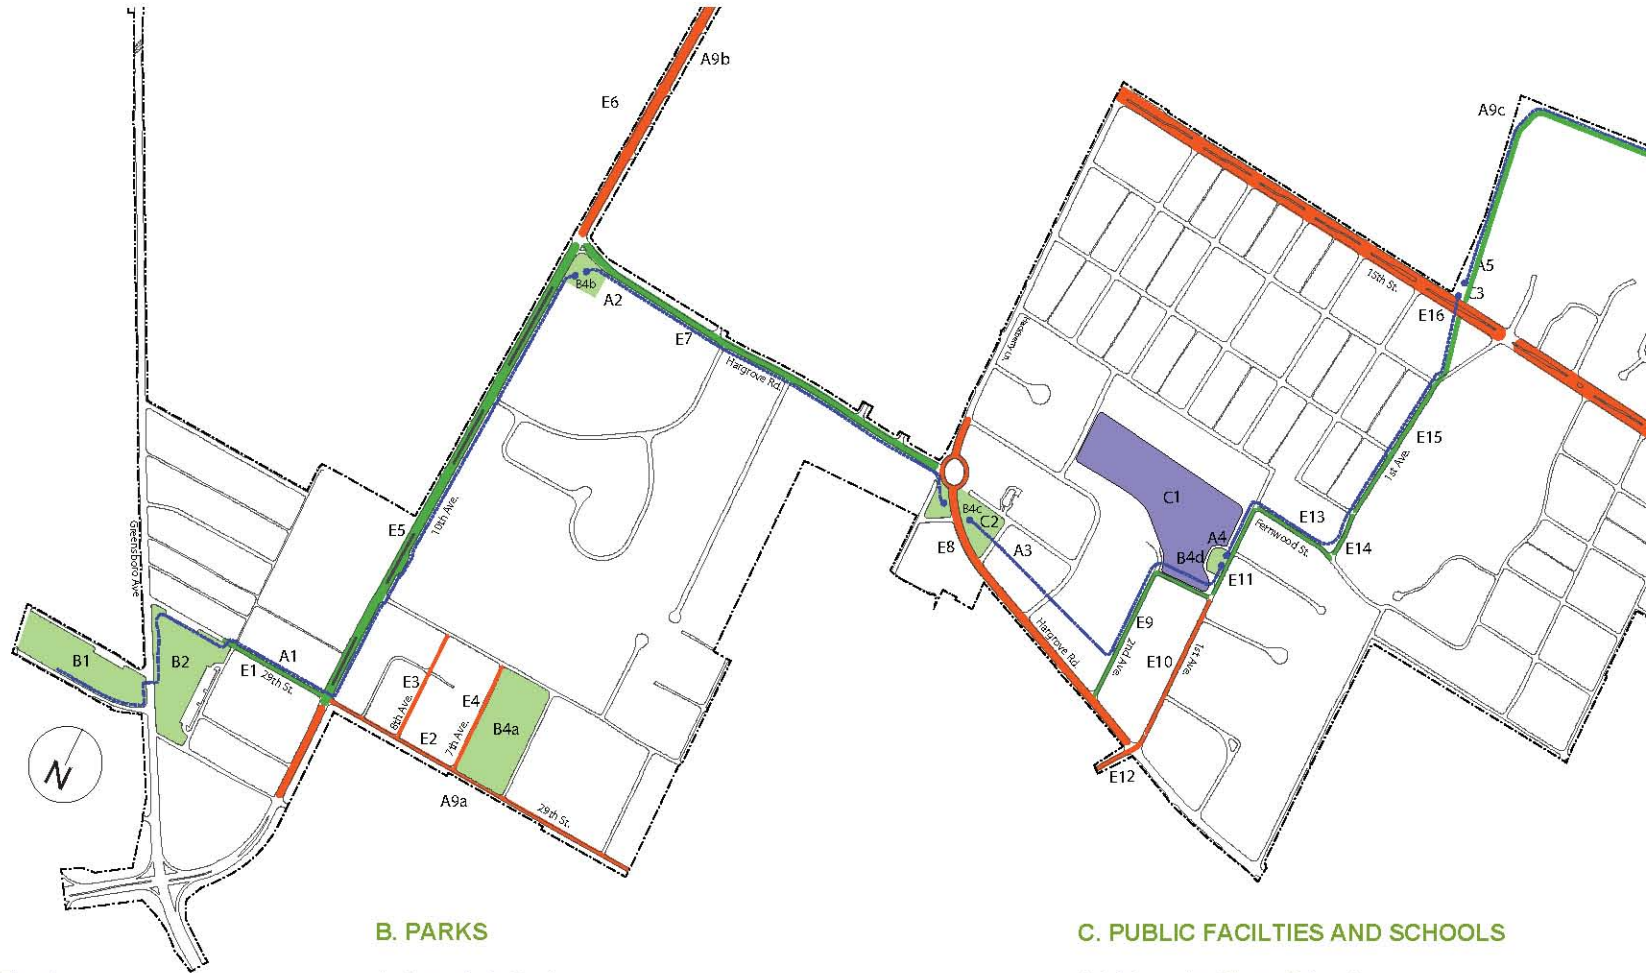 A9b
E6
A9c
A5
C3
15th St.
E16
B4b
A2
E7
Hargrove Rd.
Hackberry Ln.
E15
1st Ave.
E5
10th Ave.
Greensboro Ave
C1
B4c
C2
E13
Fernwood St.
E14
E8
A3
A4
B4d
E11
B1
B2
A1
E1
29th St.
E9
Hargrove Rd
2nd Ave.
E10
1st Ave.
E3
8th Ave.
E4
7th Ave.
B4a
E2
A9a
29th St.
E12
N
B. PARKS
C. PUBLIC FACILTIES AND SCHOOLS